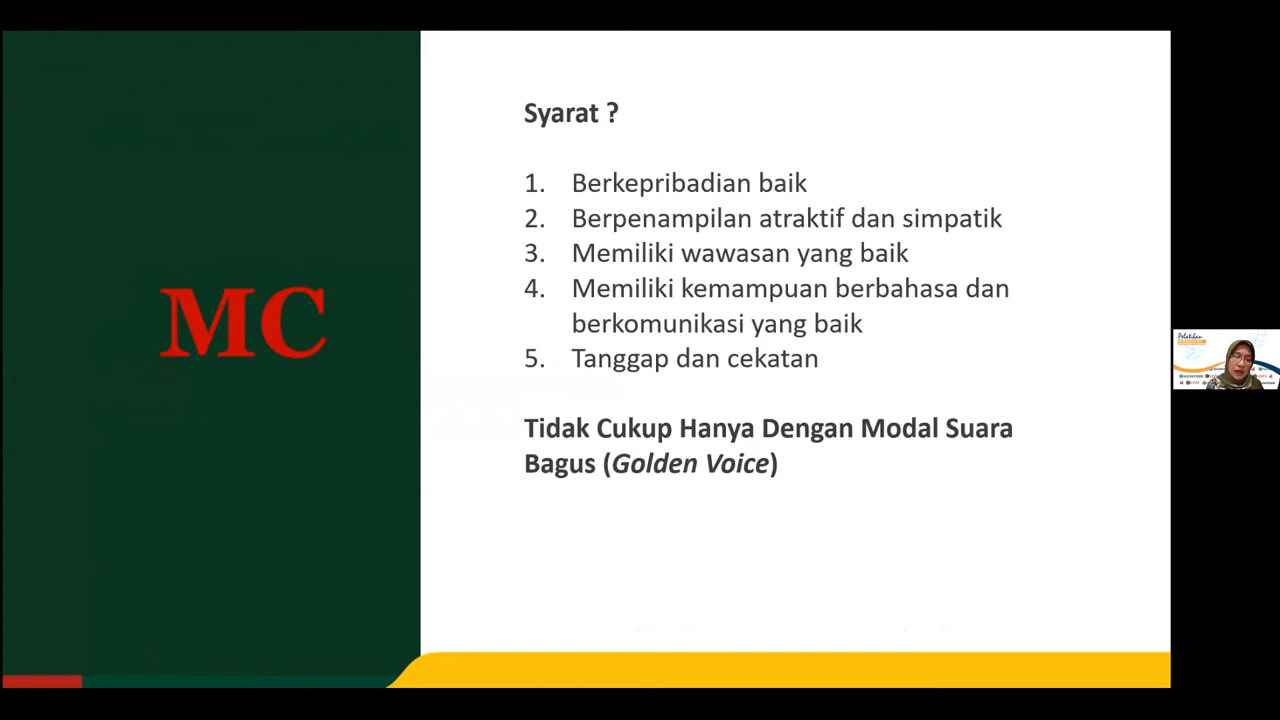 MC
Syarat ?
1. Berkepribadian baik
2. Berpenampilan atraktif dan simpatik
3. Memiliki wawasan yang baik
4. Memiliki kemampuan berbahasa dan
berkomunikasi yang baik
5. Tanggap dan cekatan
Tidak Cukup Hanya Dengan Modal Suara
Bagus (Golden Voice)
Pelatihan